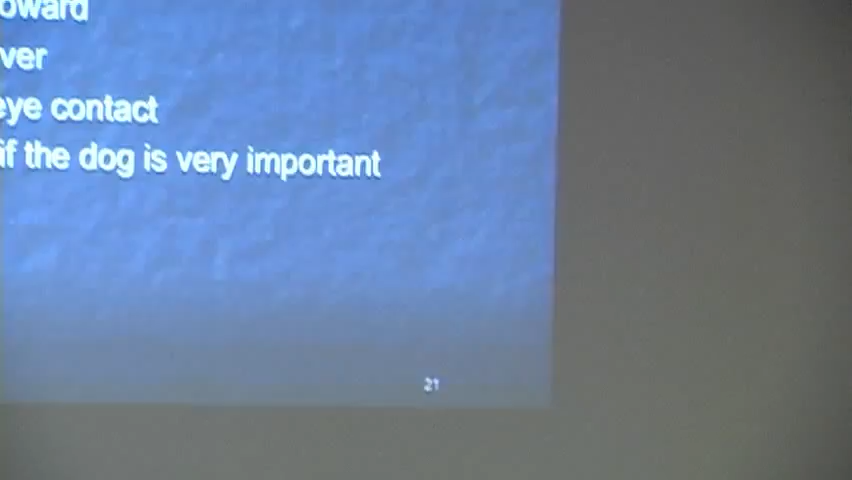 oward
ver
eye contact
if the dog is very important
21